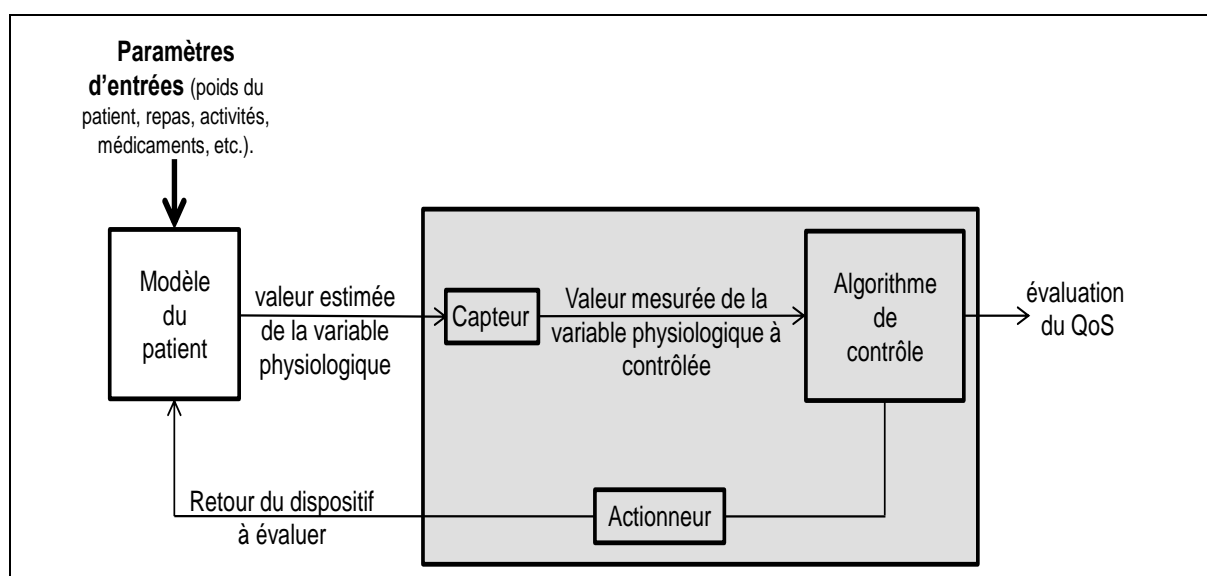 Paramètres
d'entrées (poids du
patient, repas, activités,
médicaments, etc.).
Modèle
du
patient
valeur estimée
de la variable
physiologique
Capteur
Valeur mesurée de la
variable physiologique à
contrôlée
Algorithme
de
contrôle
évaluation
du QoS
Retour du dispositif
à évaluer
Actionneur